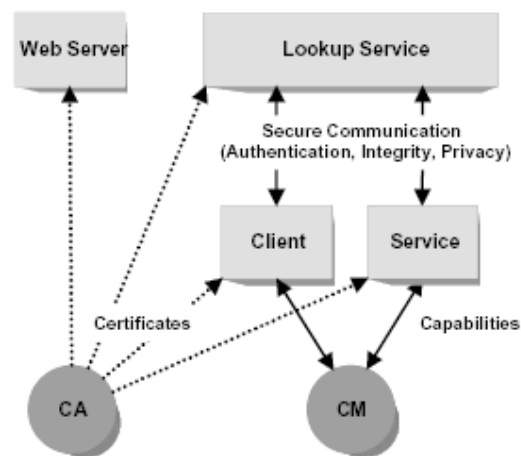 Web Server
Lookup Service
Secure Communication
(Authentication, Integrity, Privacy)
Client
Service
Certificates
Capabilities
CA
CM